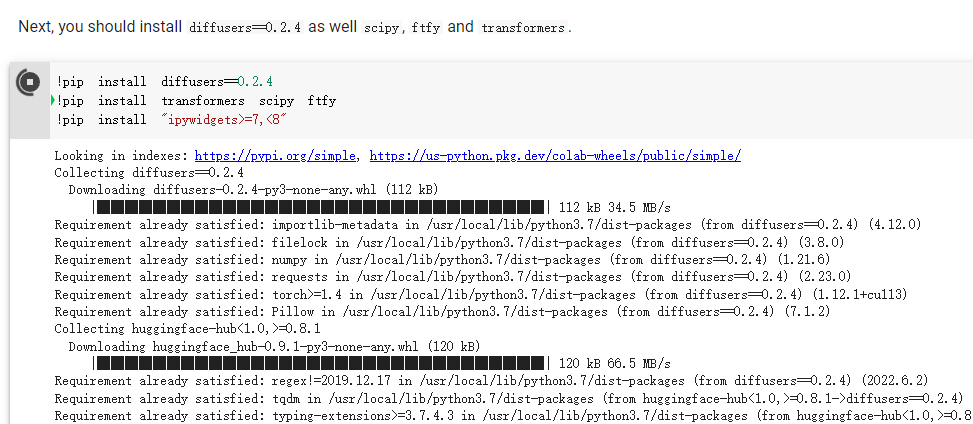 Next, you should install diffusers==0.2.4 as well scipy, ftfy and transformers.
!pip install diffusers==0.2.4
!pip install transformers scipy ftfy
!pip install "ipywidgets>=7,<8"
Looking in indexes: https://pypi.org/simple, https://us-python.pkg.dev/colab-wheels/public/simple/
Collecting diffusers==0.2.4
Downloading diffusers-0.2.4-py3-none-any.whl (112 kB)
112 kB 34.5 MB/s
Requirement already satisfied: importlib-metadata in /usr/local/lib/python3.7/dist-packages (from diffusers==0.2.4) (4.12.0)
Requirement already satisfied: filelock in /usr/local/lib/python3.7/dist-packages (from diffusers==0.2.4) (3.8.0)
Requirement already satisfied: numpy in /usr/local/lib/python3.7/dist-packages (from diffusers==0.2.4) (1.21.6)
Requirement already satisfied: requests in /usr/local/lib/python3.7/dist-packages (from diffusers==0.2.4) (2.23.0)
Requirement already satisfied: torch>=1.4 in /usr/local/lib/python3.7/dist-packages (from diffusers==0.2.4) (1.12.1+cu113)
Requirement already satisfied: Pillow in /usr/local/lib/python3.7/dist-packages (from diffusers==0.2.4) (7.1.2)
Collecting huggingface-hub<1.0,>=0.8.1
Downloading huggingface_hub-0.9.1-py3-none-any.whl (120 kB)
120 kB 66.5 MB/s
Requirement already satisfied: regex!=2019.12.17 in /usr/local/lib/python3.7/dist-packages (from diffusers==0.2.4) (2022.6.2)
Requirement already satisfied: tqdm in /usr/local/lib/python3.7/dist-packages (from huggingface-hub<1.0,>=0.8.1->diffusers==0.2.4)
Requirement already satisfied: typing-extensions>=3.7.4.3 in /usr/local/lib/python3.7/dist-packages (from huggingface-hub<1.0,>=0.8